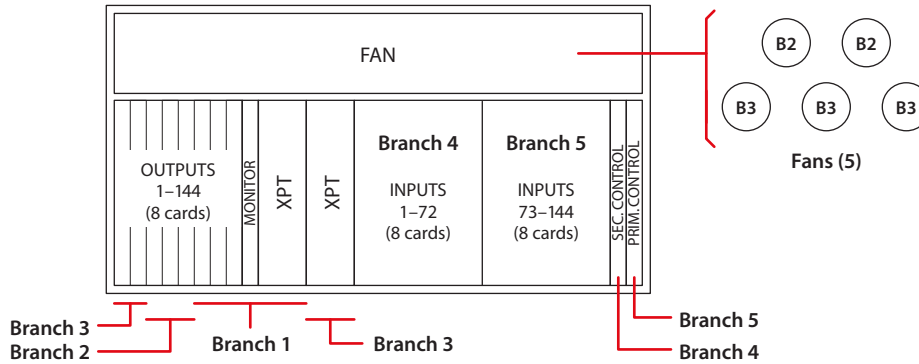 FAN
B2 B2
B3 B3 B3
Fans (5)
OUTPUTS
1–144
(8 cards)
MONITOR
XPT
XPT
Branch 4
INPUTS
1–72
(8 cards)
Branch 5
INPUTS
73–144
(8 cards)
SEC. CONTROL
PRIM. CONTROL
Branch 3
Branch 2
Branch 1
Branch 3
Branch 5
Branch 4